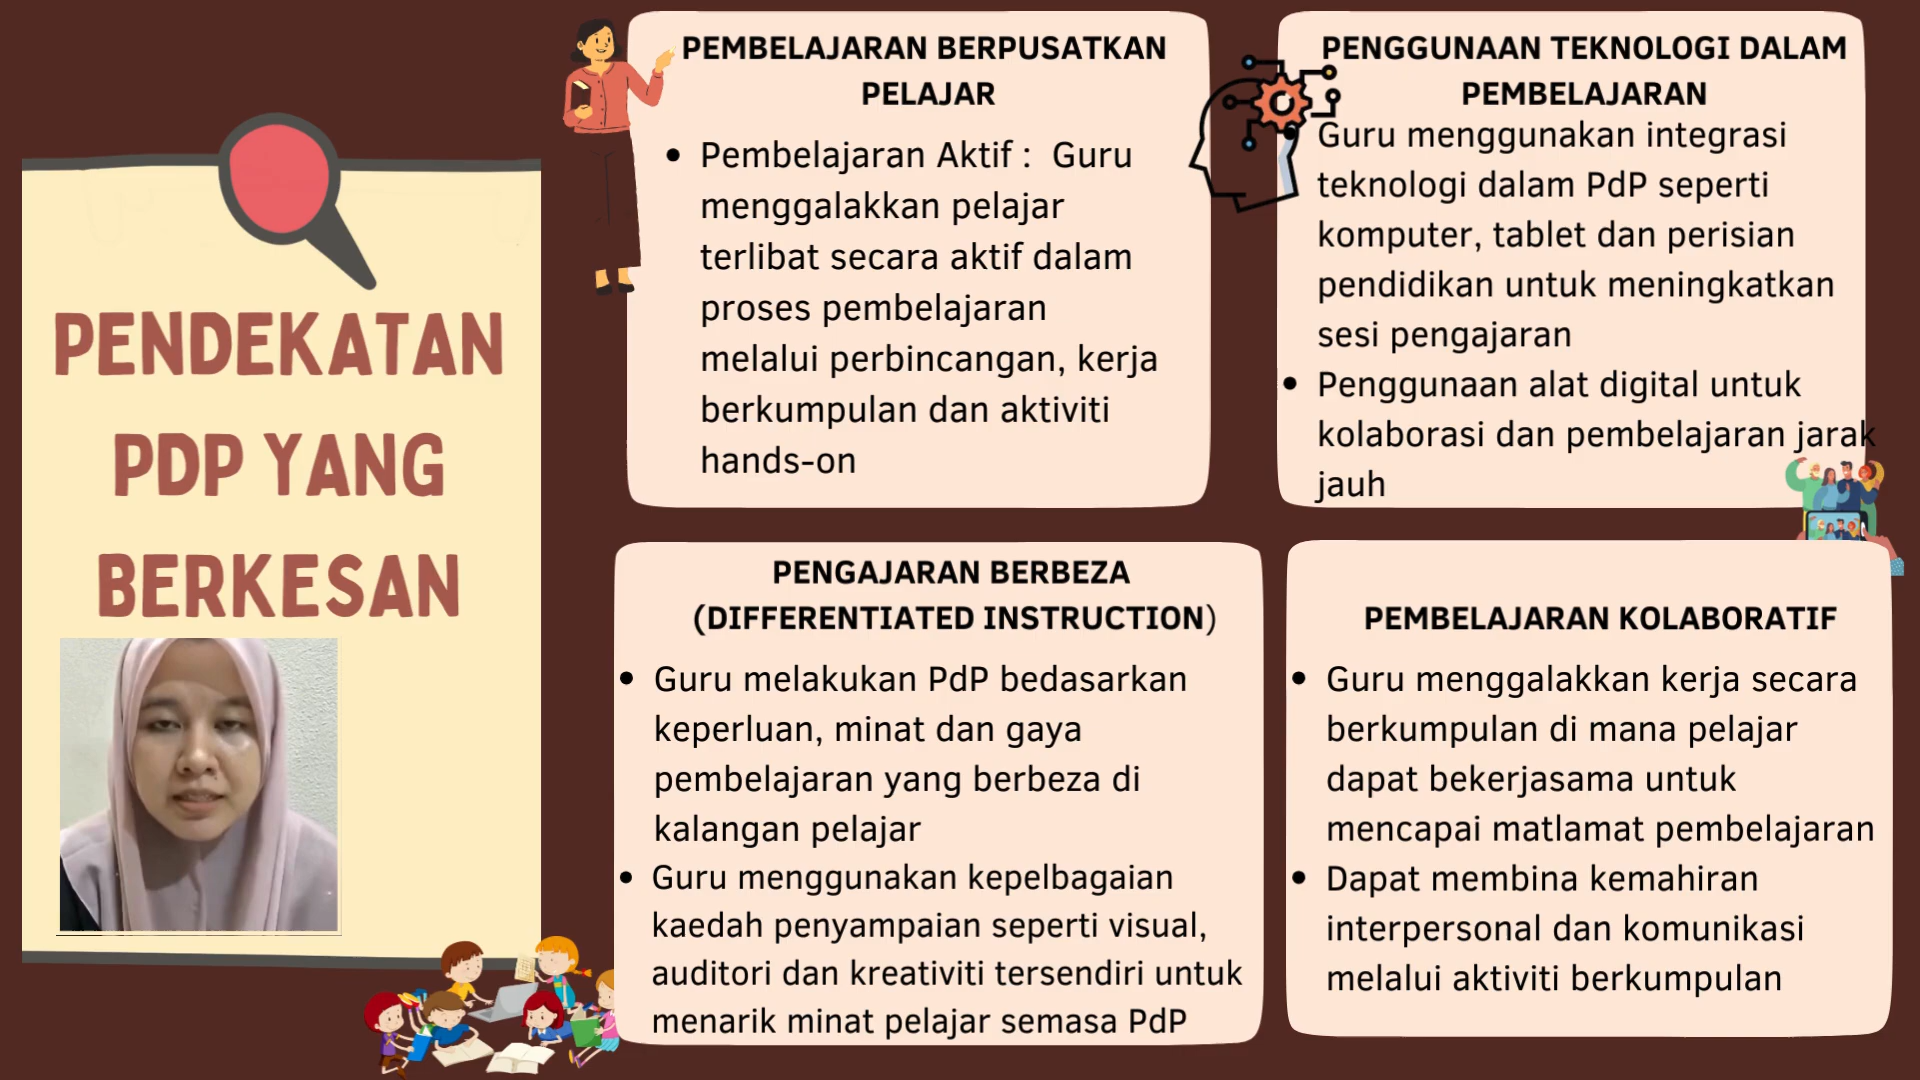 PENDEKATAN
PDP YANG
BERKESAN
PEMBELAJARAN BERPUSATKAN
PELAJAR
• Pembelajaran Aktif :  Guru
menggalakkan pelajar
terlibat secara aktif dalam
proses pembelajaran
melalui perbincangan, kerja
berkumpulan dan aktiviti
hands-on
PENGGUNAAN TEKNOLOGI DALAM
PEMBELAJARAN
• Guru menggunakan integrasi
teknologi dalam PdP seperti
komputer, tablet dan perisian
pendidikan untuk meningkatkan
sesi pengajaran
• Penggunaan alat digital untuk
kolaborasi dan pembelajaran jarak
jauh
PENGAJARAN BERBEZA
(DIFFERENTIATED INSTRUCTION)
• Guru melakukan PdP bedasarkan
keperluan, minat dan gaya
pembelajaran yang berbeza di
kalangan pelajar
• Guru menggunakan kepelbagaian
kaedah penyampaian seperti visual,
auditori dan kreativiti tersendiri untuk
menarik minat pelajar semasa PdP
PEMBELAJARAN KOLABORATIF
• Guru menggalakkan kerja secara
berkumpulan di mana pelajar
dapat bekerjasama untuk
mencapai matlamat pembelajaran
• Dapat membina kemahiran
interpersonal dan komunikasi
melalui aktiviti berkumpulan